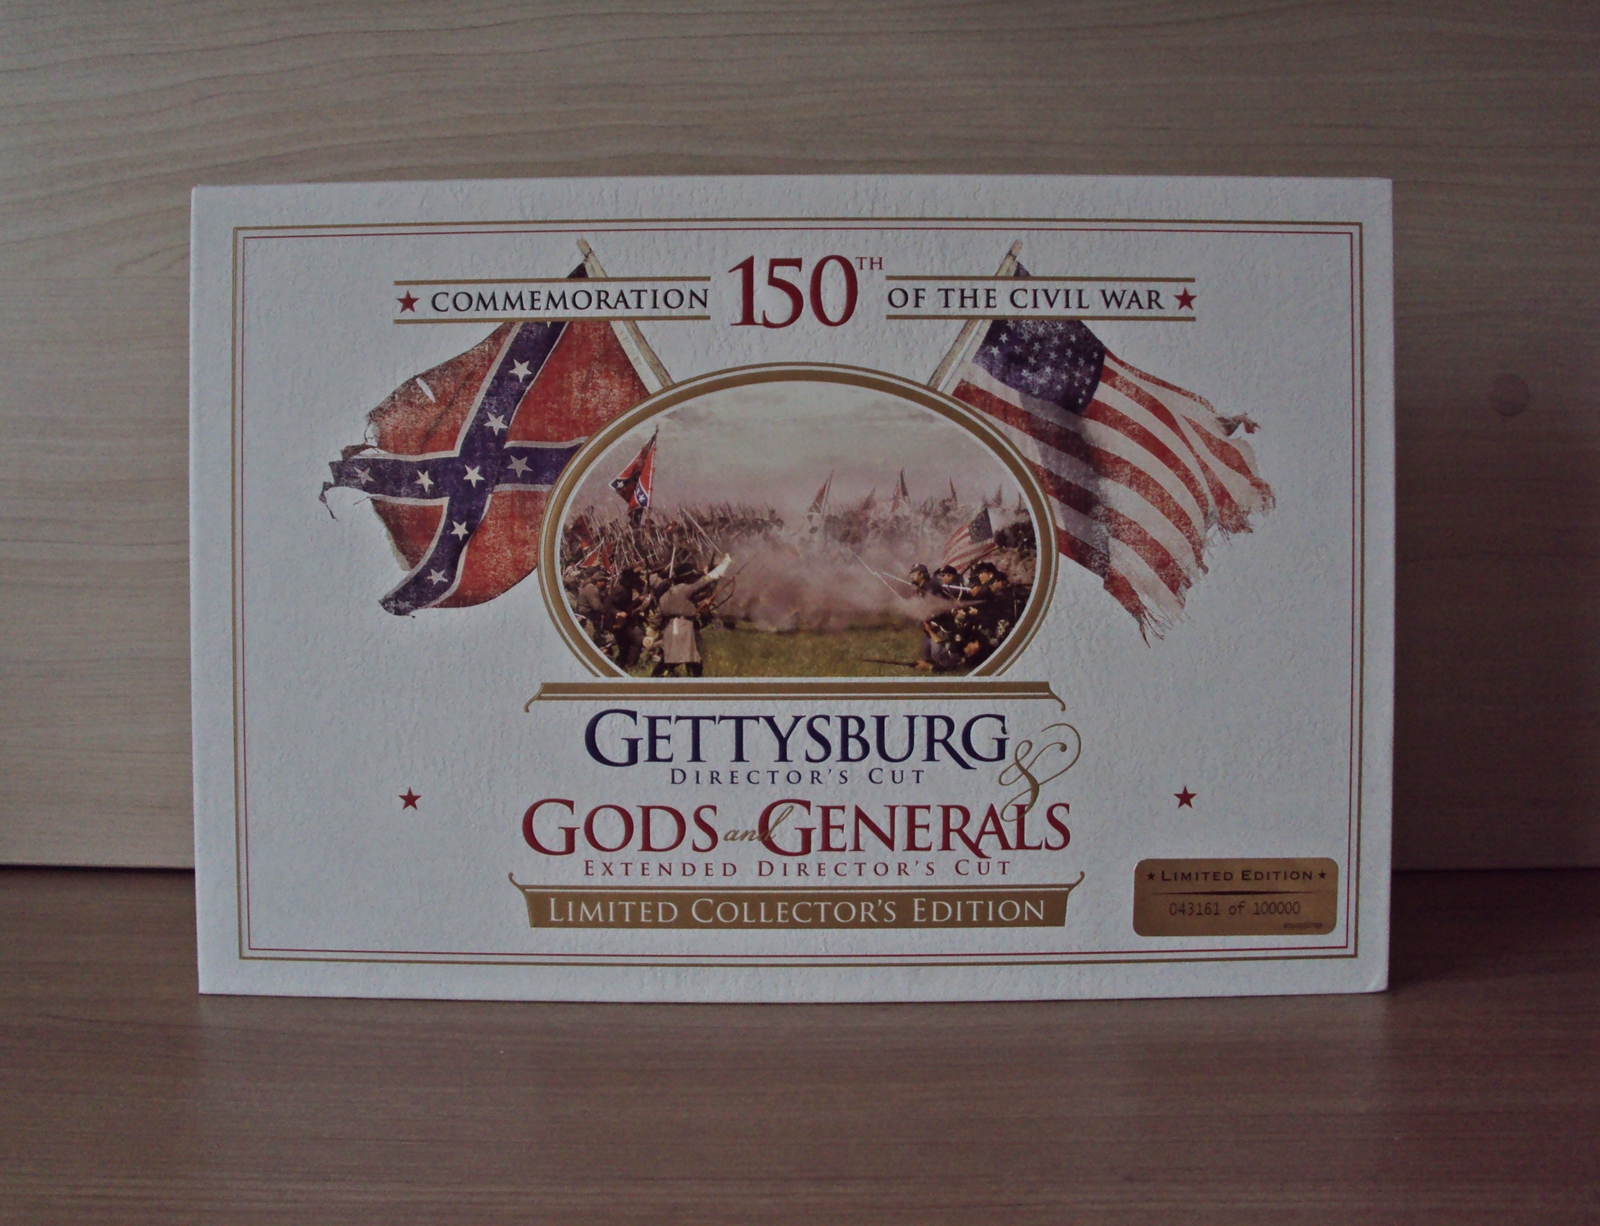 ★ COMMEMORATION 150TH OF THE CIVIL WAR ★
GETTYSBURG &
DIRECTOR'S CUT
GODS and GENERALS
EXTENDED DIRECTOR'S CUT
LIMITED COLLECTOR'S EDITION
★ LIMITED EDITION ★
043161 of 100000